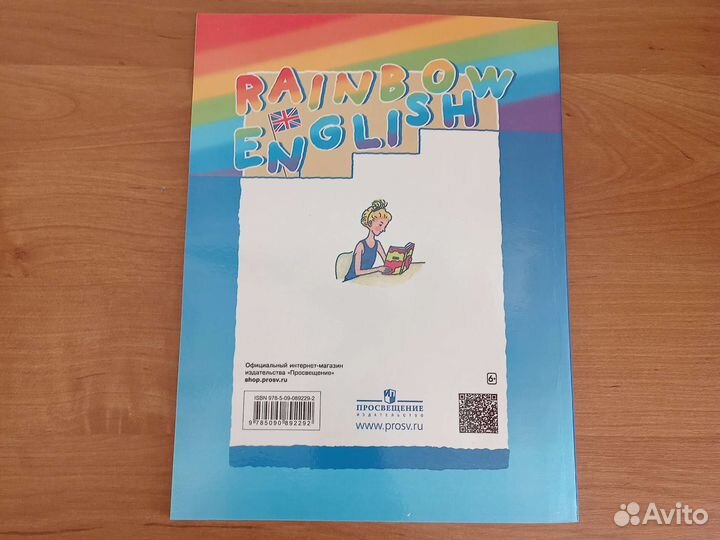 RAINBOW
ENGLISH
Официальный интернет-магазин
издательства «Просвещение»
shop.prosv.ru
6+
ISBN 978-5-09-089229-2
9 785090 892292
ПРОСВЕЩЕНИЕ
ИЗДАТЕЛЬСТВО
www.prosv.ru
Avito